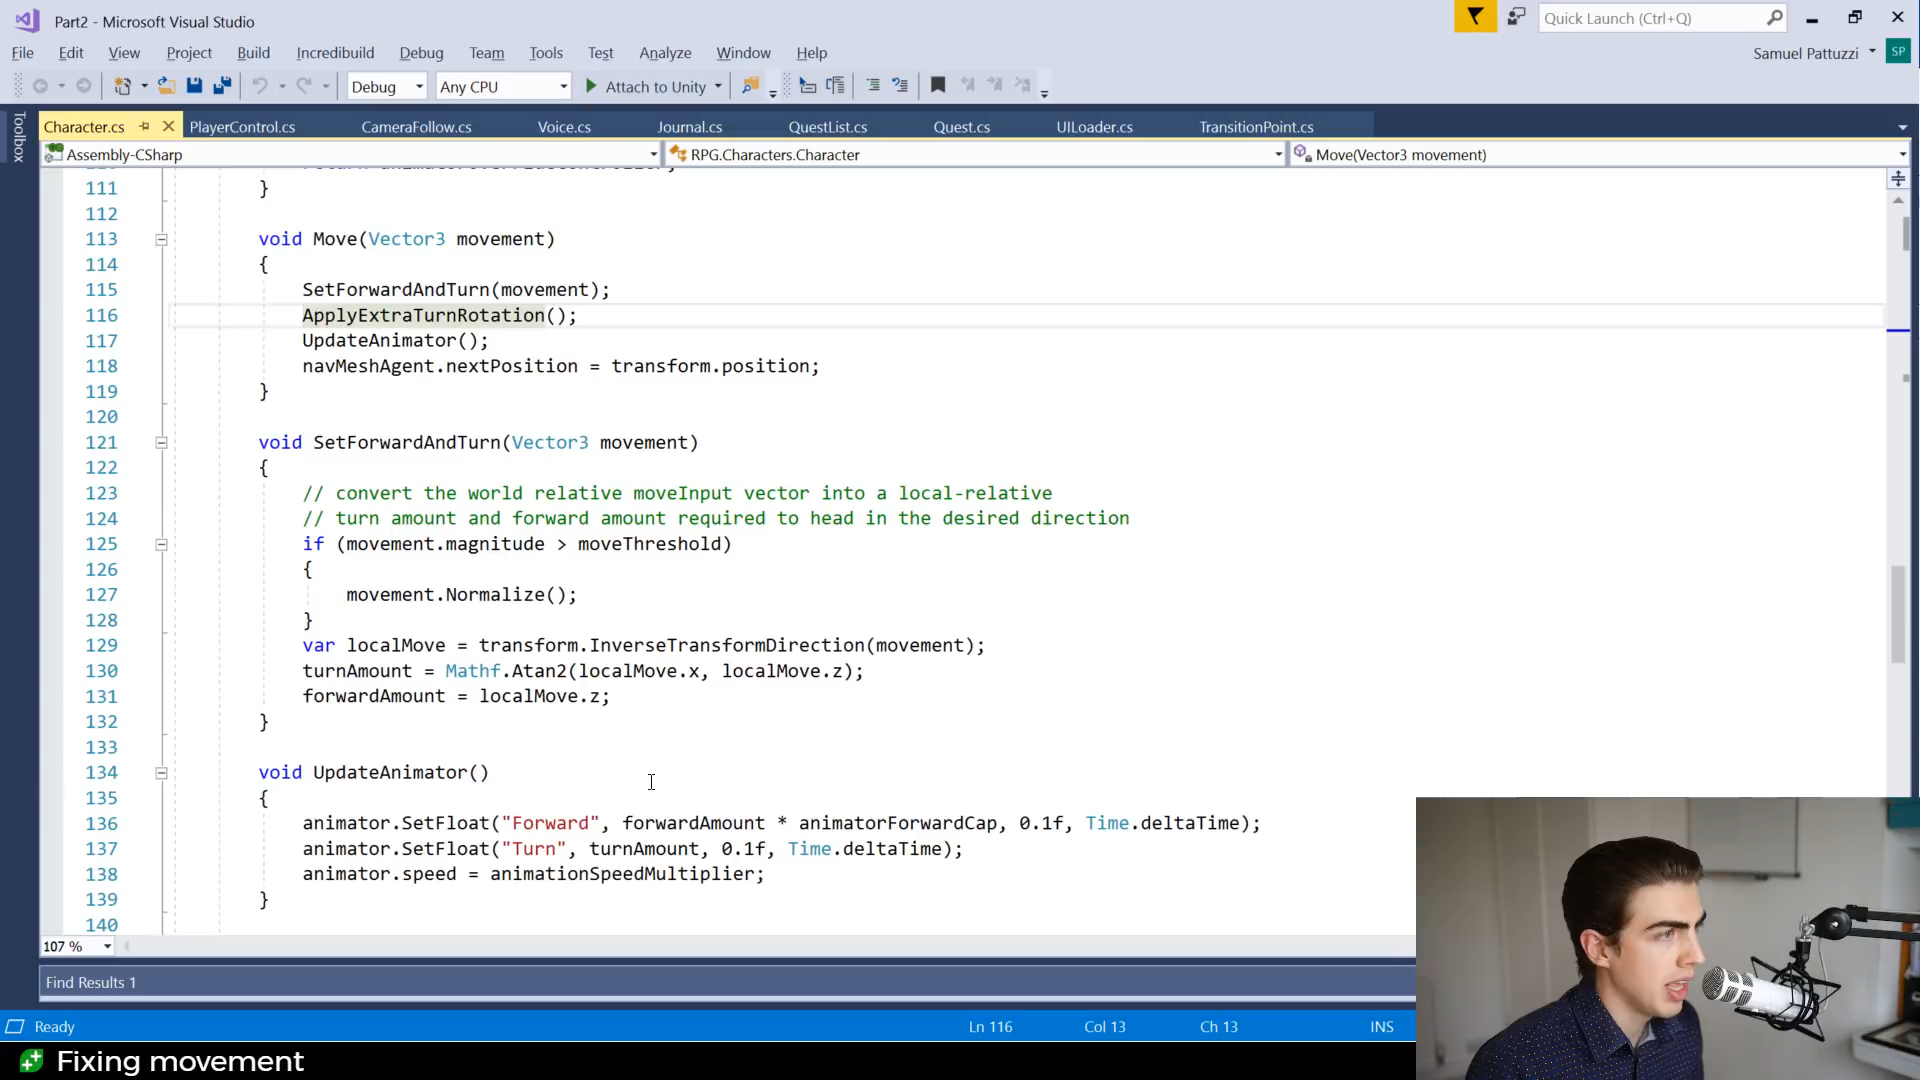 Part2 - Microsoft Visual Studio
Quick Launch (Ctrl+Q)
File Edit View Project Build Incredibuild Debug Team Tools Test Analyze Window Help
Samuel Pattuzzi SP
Debug Any CPU Attach to Unity
Toolbox
Character.cs PlayerControl.cs CameraFollow.cs Voice.cs Journal.cs QuestList.cs Quest.cs UILoader.cs TransitionPoint.cs
Assembly-CSharp RPG.Characters.Character Move(Vector3 movement)
111 }
112
113 void Move(Vector3 movement)
114 {
115 SetForwardAndTurn(movement);
116 ApplyExtraTurnRotation();
117 UpdateAnimator();
118 navMeshAgent.nextPosition = transform.position;
119 }
120
121 void SetForwardAndTurn(Vector3 movement)
122 {
123 // convert the world relative moveInput vector into a local-relative
124 // turn amount and forward amount required to head in the desired direction
125 if (movement.magnitude > moveThreshold)
126 {
127 movement.Normalize();
128 }
129 var localMove = transform.InverseTransformDirection(movement);
130 turnAmount = Mathf.Atan2(localMove.x, localMove.z);
131 forwardAmount = localMove.z;
132 }
133
134 void UpdateAnimator()
135 {
136 animator.SetFloat("Forward", forwardAmount * animatorForwardCap, 0.1f, Time.deltaTime);
137 animator.SetFloat("Turn", turnAmount, 0.1f, Time.deltaTime);
138 animator.speed = animationSpeedMultiplier;
139 }
140
107 %
Find Results 1
Ready Ln 116 Col 13 Ch 13 INS
Fixing movement